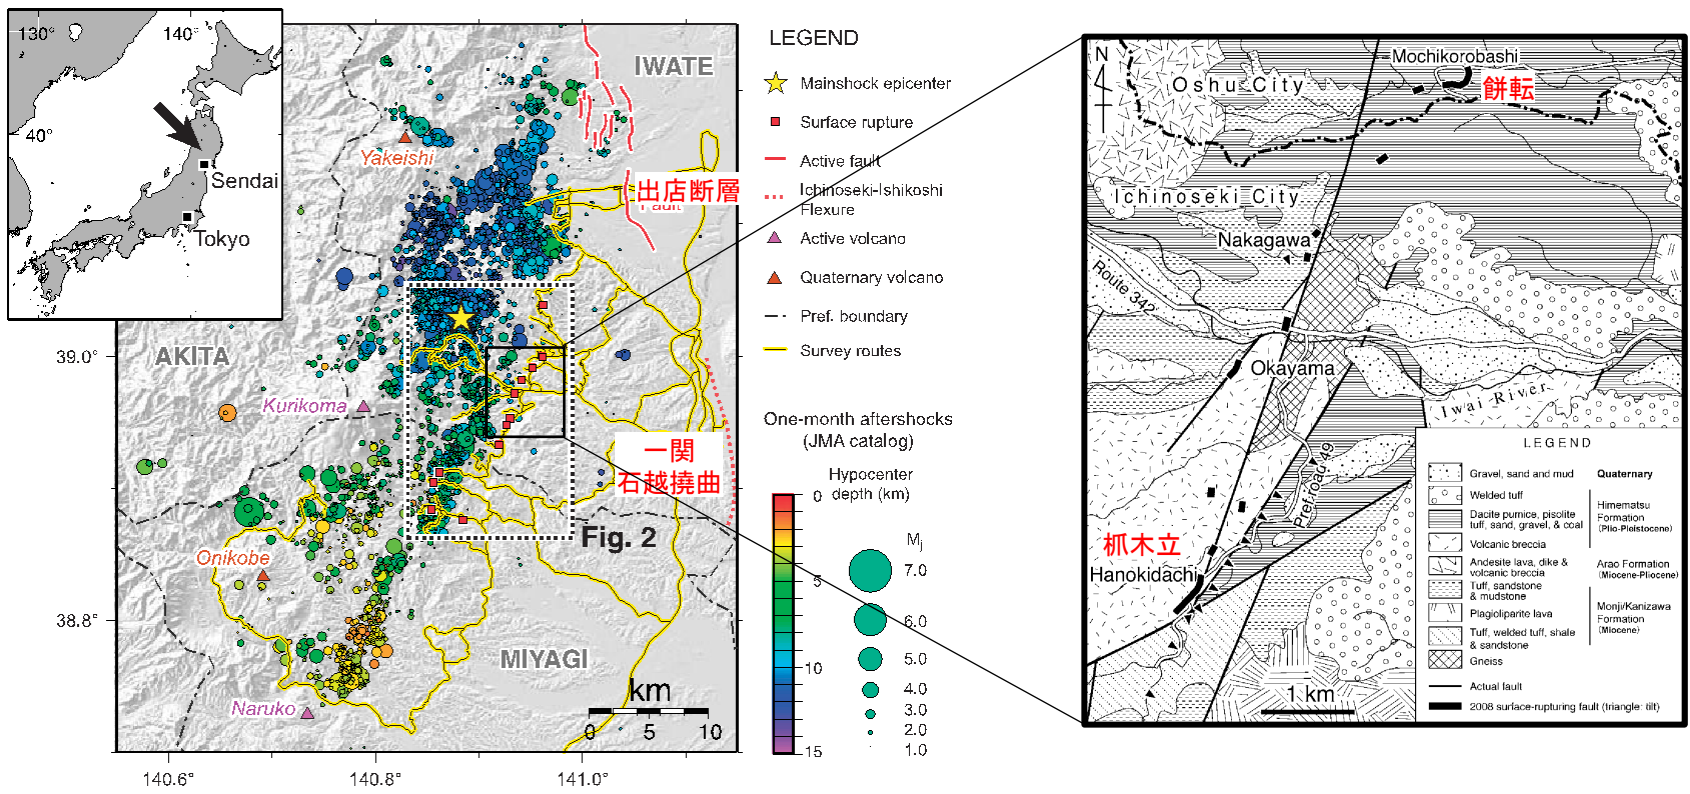 130°
140°
40°
Sendai
Tokyo
IWATE
Yakeishi
出店断層
Fault
39.0°
AKITA
Kurikoma
一関
石越撓曲
Fig. 2
Onikobe
38.8°
MIYAGI
Naruko
km
0 5 10
140.6° 140.8° 141.0°
LEGEND
Mainshock epicenter
Surface rupture
Active fault
Ichinoseki-Ishikoshi
Flexure
Active volcano
Quaternary volcano
Pref. boundary
Survey routes
One-month aftershocks
(JMA catalog)
Hypocenter
depth (km)
0
5
10
15
Mj
7.0
6.0
5.0
4.0
3.0
2.0
1.0
N
Mochikorobashi
餅転
Oshu City
Ichinoseki City
Nakagawa
Route 342
Okayama
Iwai River
Pref. road 49
枛木立
Hanokidachi
1 km
LEGEND
Gravel, sand and mud
Quaternary
Welded tuff
Dacite pumice, pisolite
tuff, sand, gravel, & coal
Himematsu
Formation
(Plio-Pleistocene)
Volcanic breccia
Andesite lava, dike &
volcanic breccia
Arao Formation
(Miocene-Pliocene)
Tuff, sandstone
& mudstone
Plagioliparite lava
Monji/Kanizawa
Formation
(Miocene)
Tuff, welded tuff, shale
& sandstone
Gneiss
Actual fault
2008 surface-rupturing fault (triangle: tilt)